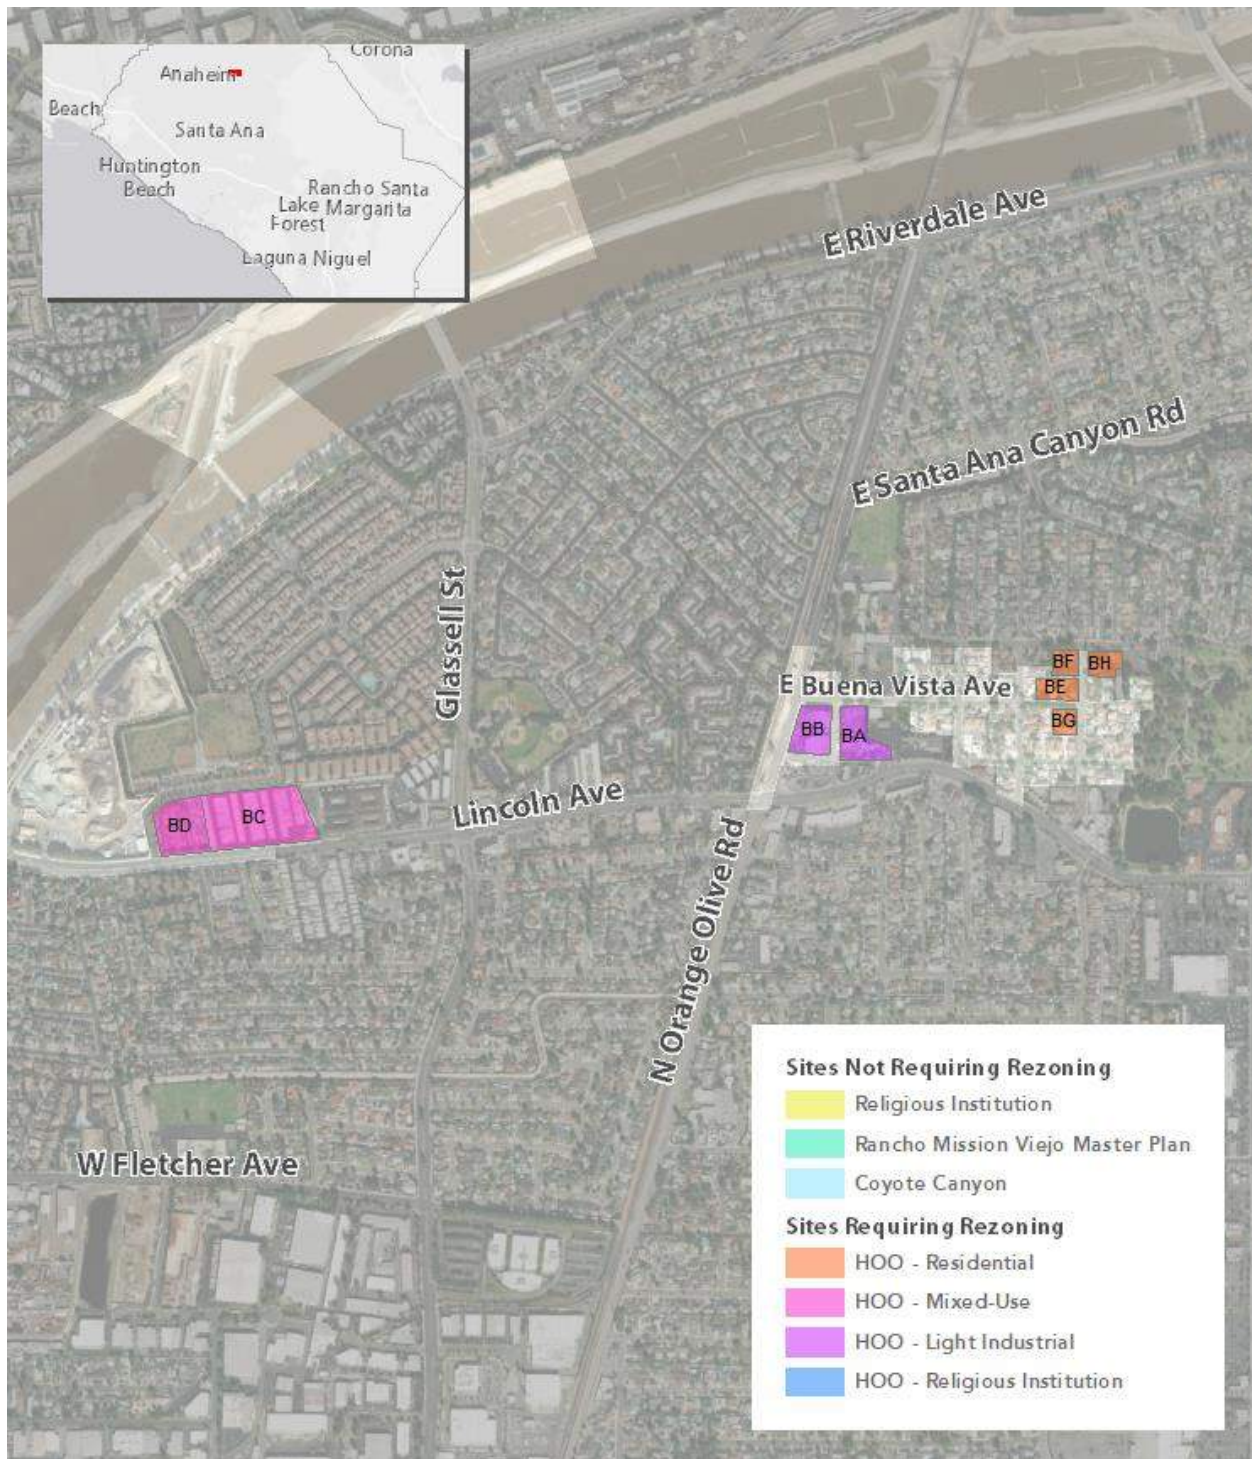 Corona
Anaheim
Beach
Santa Ana
Huntington
Beach
Rancho Santa
Margarita
Lake
Forest
Laguna Niguel
E Riverdale Ave
E Santa Ana Canyon Rd
Glassell St
BF
BH
E Buena Vista Ave
BE
BG
BB
BA
Lincoln Ave
BD
BC
N Orange Olive Rd
W Fletcher Ave
Sites Not Requiring Rezoning
Religious Institution
Rancho Mission Viejo Master Plan
Coyote Canyon
Sites Requiring Rezoning
HOO - Residential
HOO - Mixed-Use
HOO - Light Industrial
HOO - Religious Institution